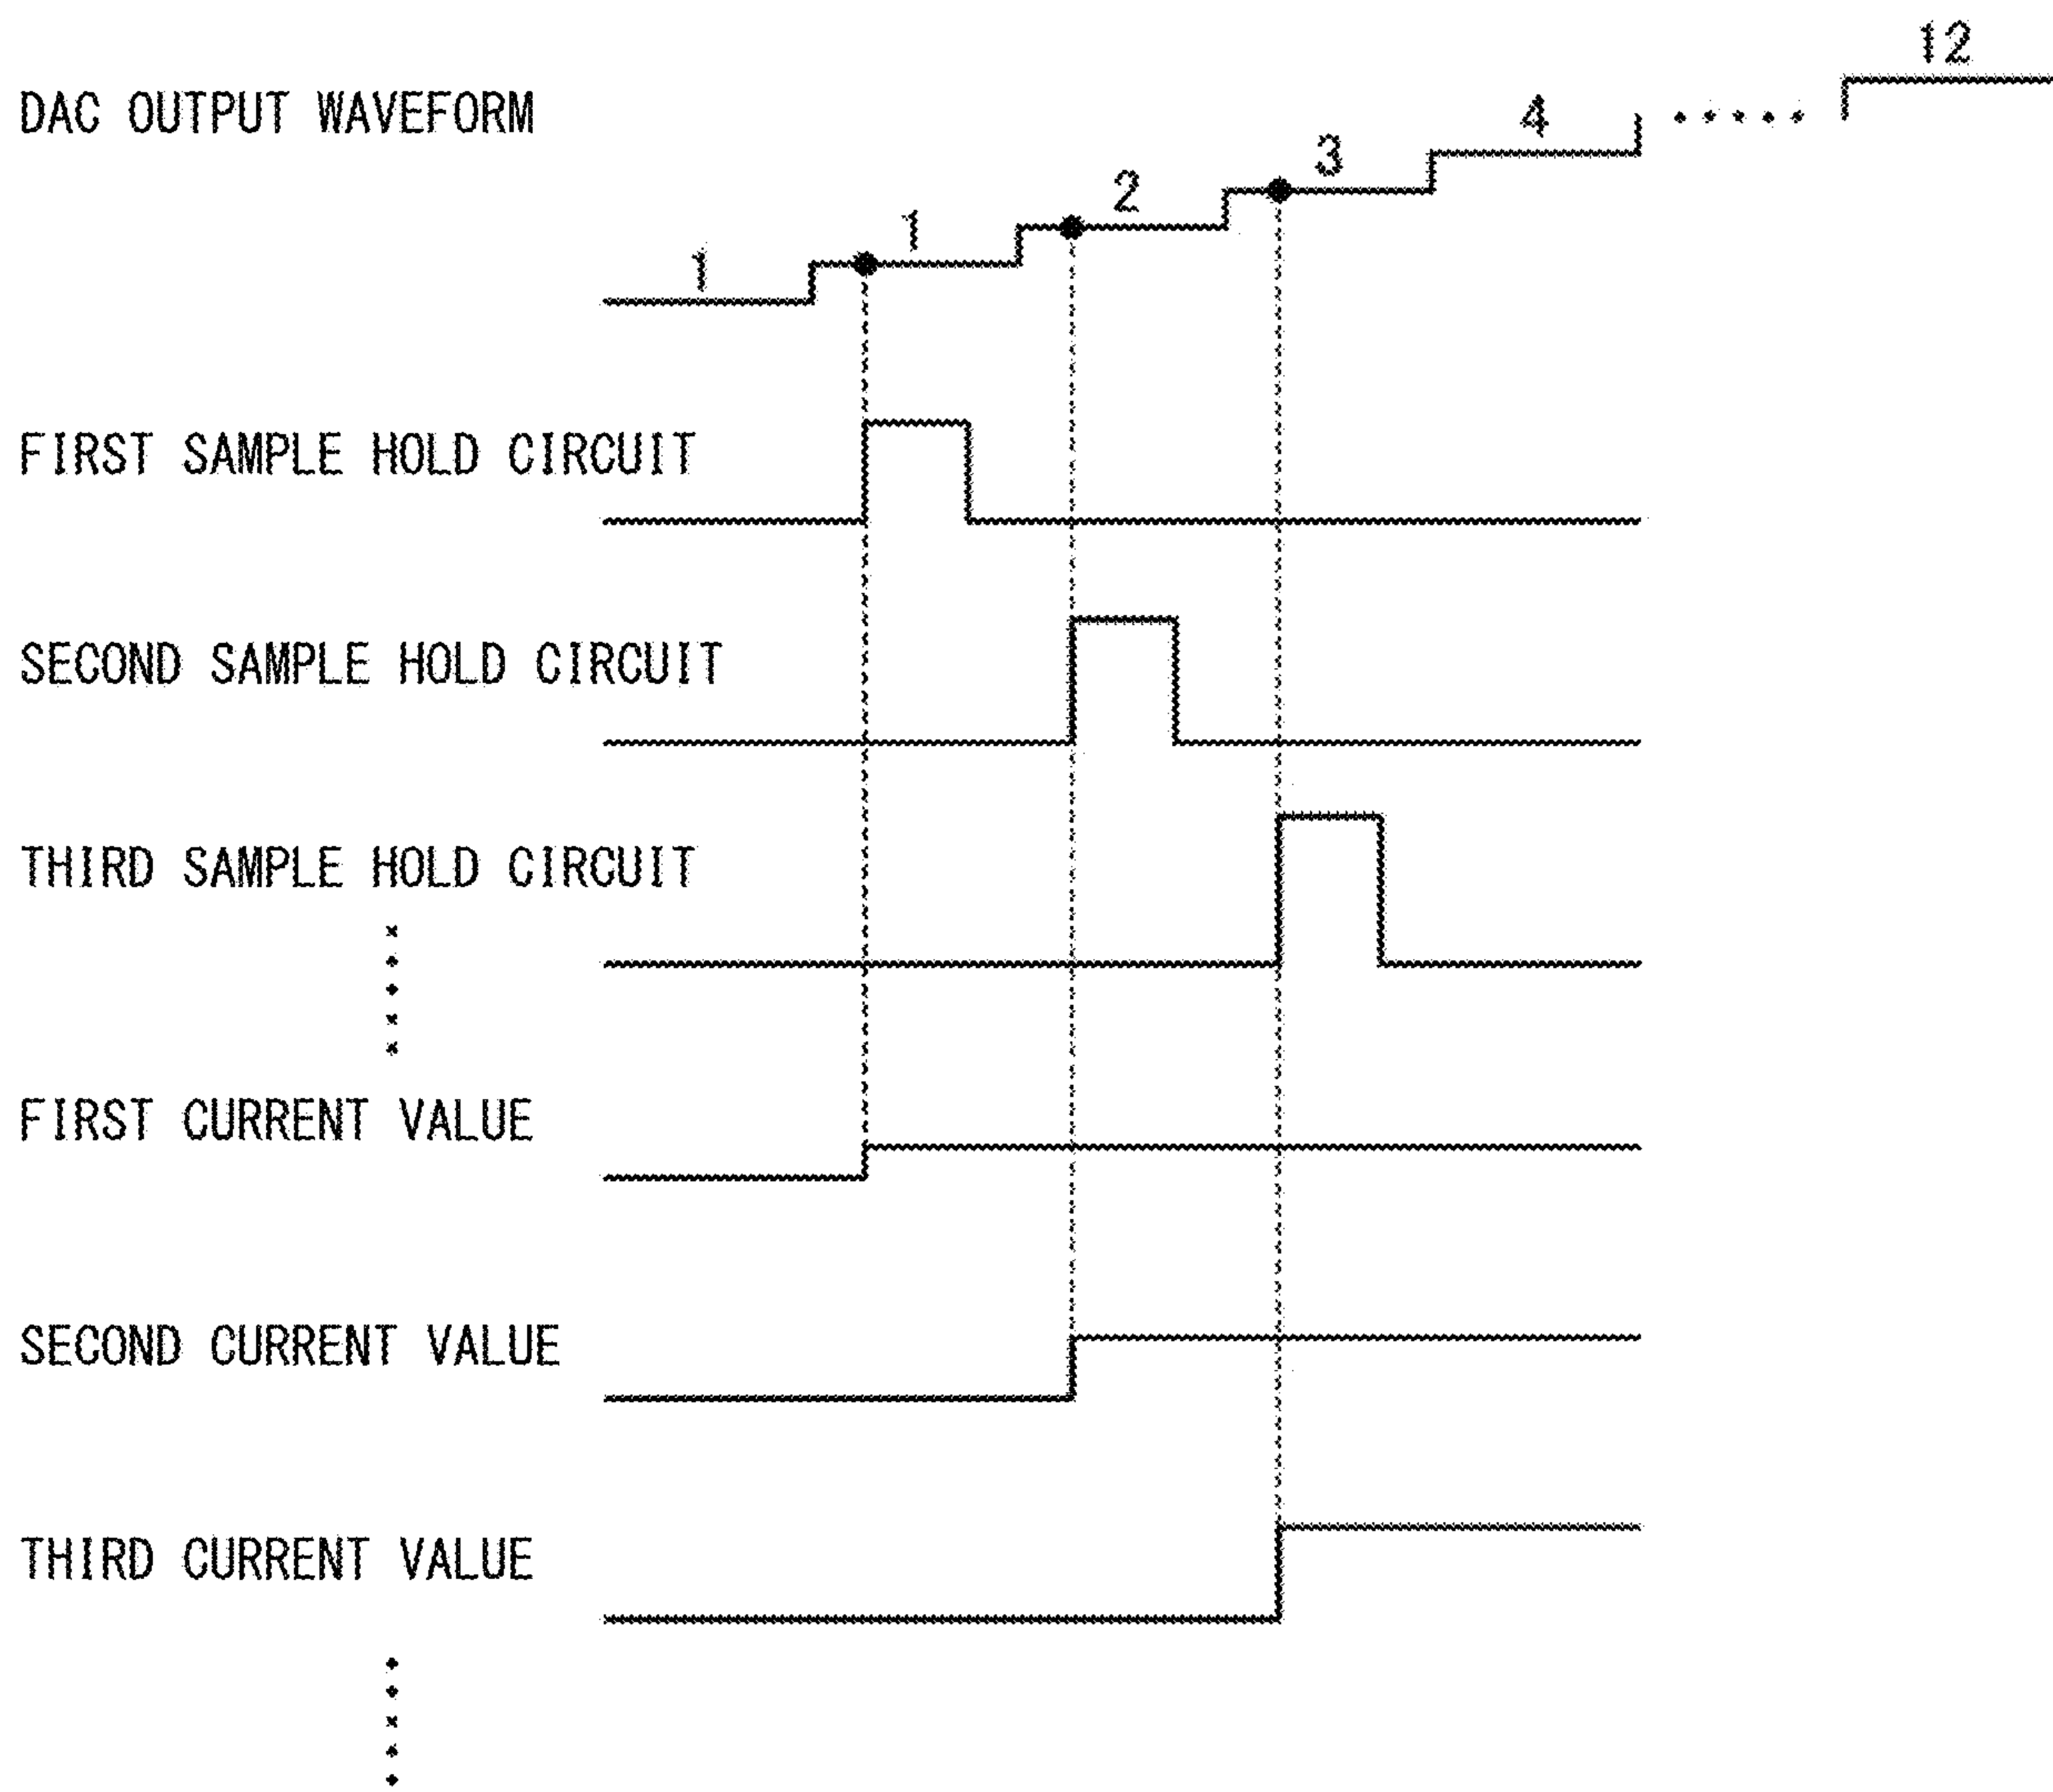 DAC OUTPUT WAVEFORM
1
1
2
3
4
12
FIRST SAMPLE HOLD CIRCUIT
SECOND SAMPLE HOLD CIRCUIT
THIRD SAMPLE HOLD CIRCUIT
FIRST CURRENT VALUE
SECOND CURRENT VALUE
THIRD CURRENT VALUE